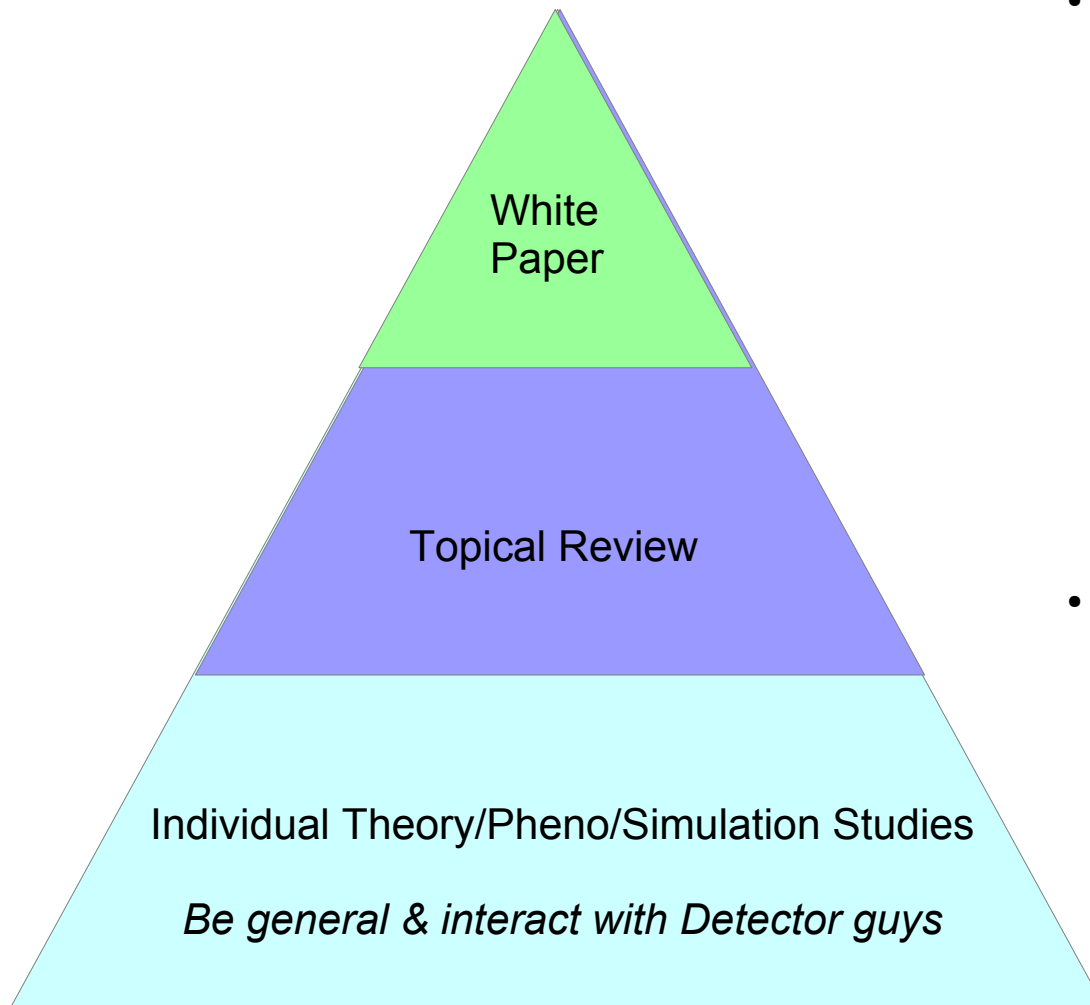 White
Paper
Topical Review
Individual Theory/Pheno/Simulation Studies
Be general & interact with Detector guys